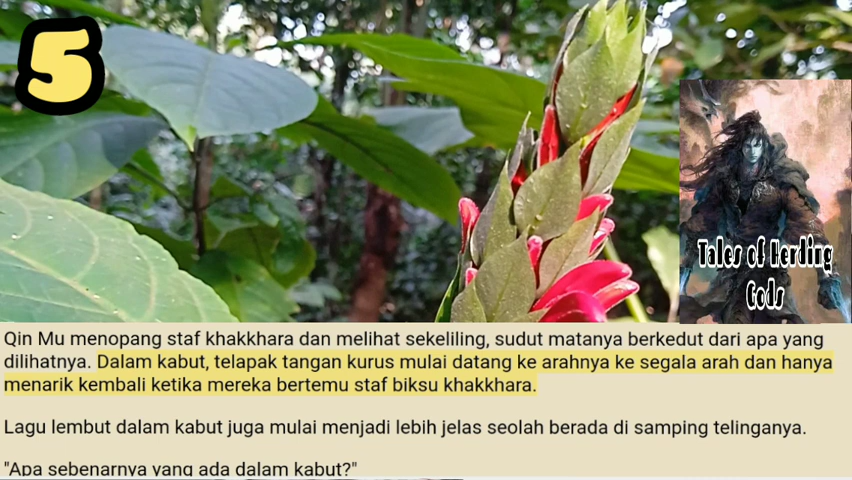 5
Tales of Herding
Gods
Qin Mu menopang staf khakkhara dan melihat sekeliling, sudut matanya berkedut dari apa yang
dilihatnya. Dalam kabut, telapak tangan kurus mulai datang ke arahnya ke segala arah dan hanya
menarik kembali ketika mereka bertemu staf biksu khakkhara.
Lagu lembut dalam kabut juga mulai menjadi lebih jelas seolah berada di samping telinganya.
"Apa sebenarnya yang ada dalam kabut?"